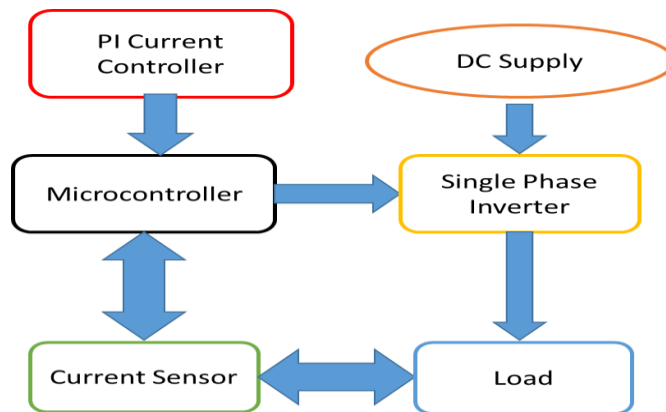 PI Current
Controller
DC Supply
Microcontroller
Single Phase
Inverter
Current Sensor
Load